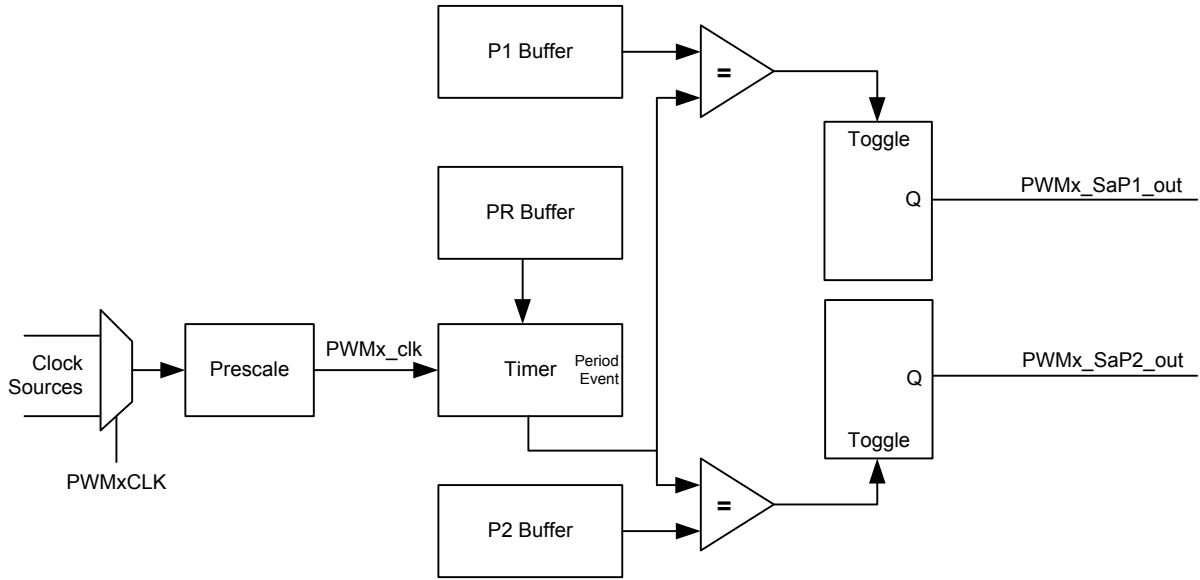 P1 Buffer
=
Toggle
Q
PWMx_SaP1_out
PR Buffer
Clock
Sources
Prescale
PWMx_clk
Timer
Period
Event
PWMxCLK
Q
PWMx_SaP2_out
Toggle
P2 Buffer
=